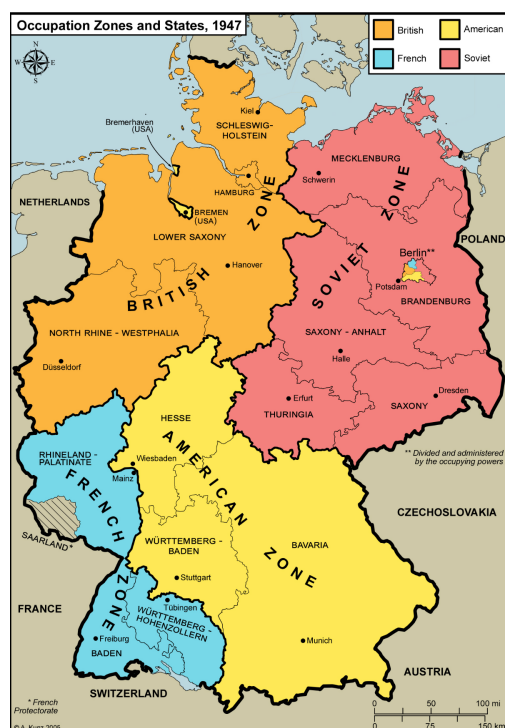 Occupation Zones and States, 1947
British
American
French
Soviet
N
W
E
S
Kiel
SCHLESWIG-
HOLSTEIN
Bremerhaven
(USA)
MECKLENBURG
Schwerin
HAMBURG
NETHERLANDS
BREMEN
(USA)
LOWER SAXONY
POLAND
Berlin**
Hanover
Potsdam
BRANDENBURG
BRITISH ZONE
SOVIET ZONE
NORTH RHINE - WESTPHALIA
SAXONY - ANHALT
Düsseldorf
Halle
Dresden
Erfurt
SAXONY
THURINGIA
HESSE
RHINELAND-
PALATINATE
Wiesbaden
Mainz
** Divided and administered
by the occupying powers
AMERICAN ZONE
FRENCH ZONE
CZECHOSLOVAKIA
SAARLAND*
WÜRTTEMBERG -
BADEN
BAVARIA
Stuttgart
FRANCE
Tübingen
WÜRTTEMBERG -
HOHENZOLLERN
Freiburg
BADEN
Munich
AUSTRIA
SWITZERLAND
* French
Protectorate
0 50 100 mi
0 75 150 km
© A. Kunz 2005